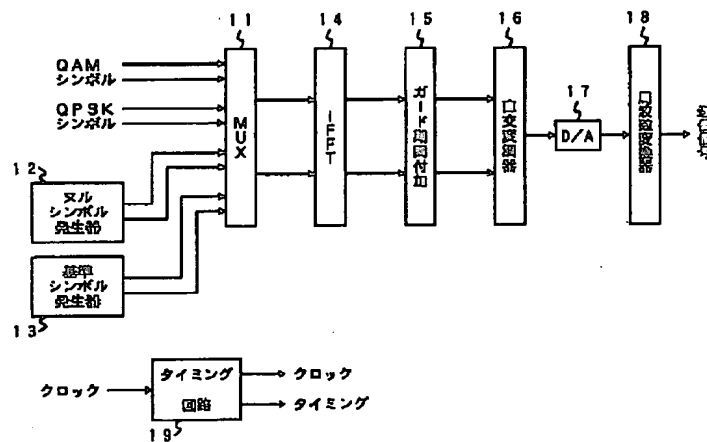 11
14
15
16
17
18
QAM
シンボル
QPSK
シンボル
MUX
IFFT
ガード期間付加
直交変調器
D/A
12
ヌル
シンボル
発生器
基準
シンボル
発生器
13
クロック
タイミング
回路
クロック
タイミング
19